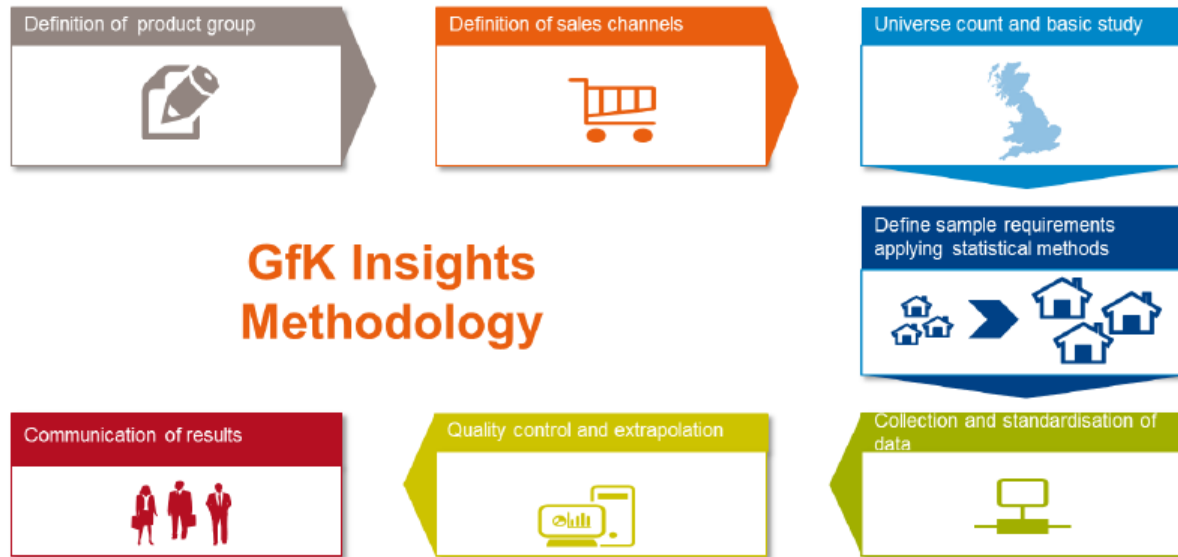 Definition of product group
Definition of sales channels
Universe count and basic study
GfK Insights
Methodology
Define sample requirements
applying statistical methods
Collection and standardisation of
data
Quality control and extrapolation
Communication of results